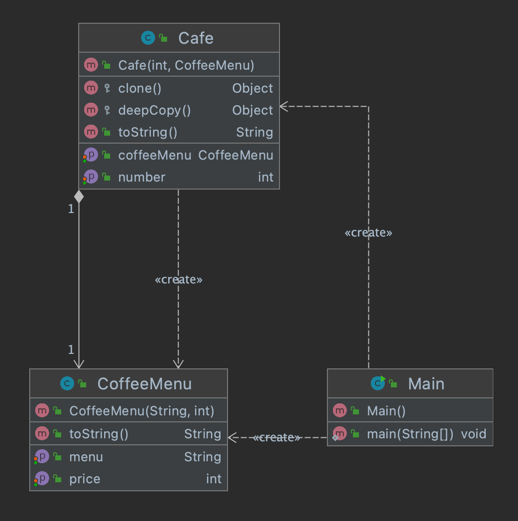 Cafe
Cafe(int, CoffeeMenu)
clone() Object
deepCopy() Object
toString() String
coffeeMenu CoffeeMenu
number int
1
«create»
«create»
1
CoffeeMenu
CoffeeMenu(String, int)
toString() String
menu String
price int
«create»
Main
Main()
main(String[]) void